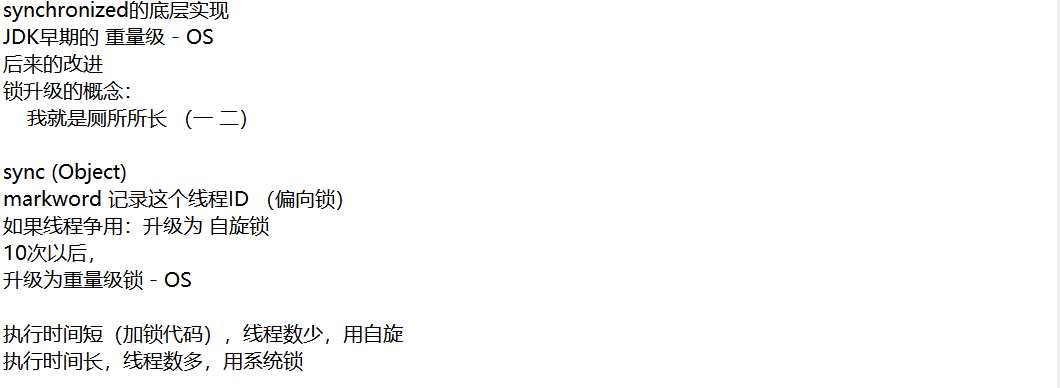 synchronized的底层实现
JDK早期的 重量级 - OS
后来的改进
锁升级的概念：
我就是厕所所长 （一 二）
sync (Object)
markword 记录这个线程ID （偏向锁）
如果线程争用：升级为 自旋锁
10次以后，
升级为重量级锁 - OS
执行时间短（加锁代码），线程数少，用自旋
执行时间长，线程数多，用系统锁